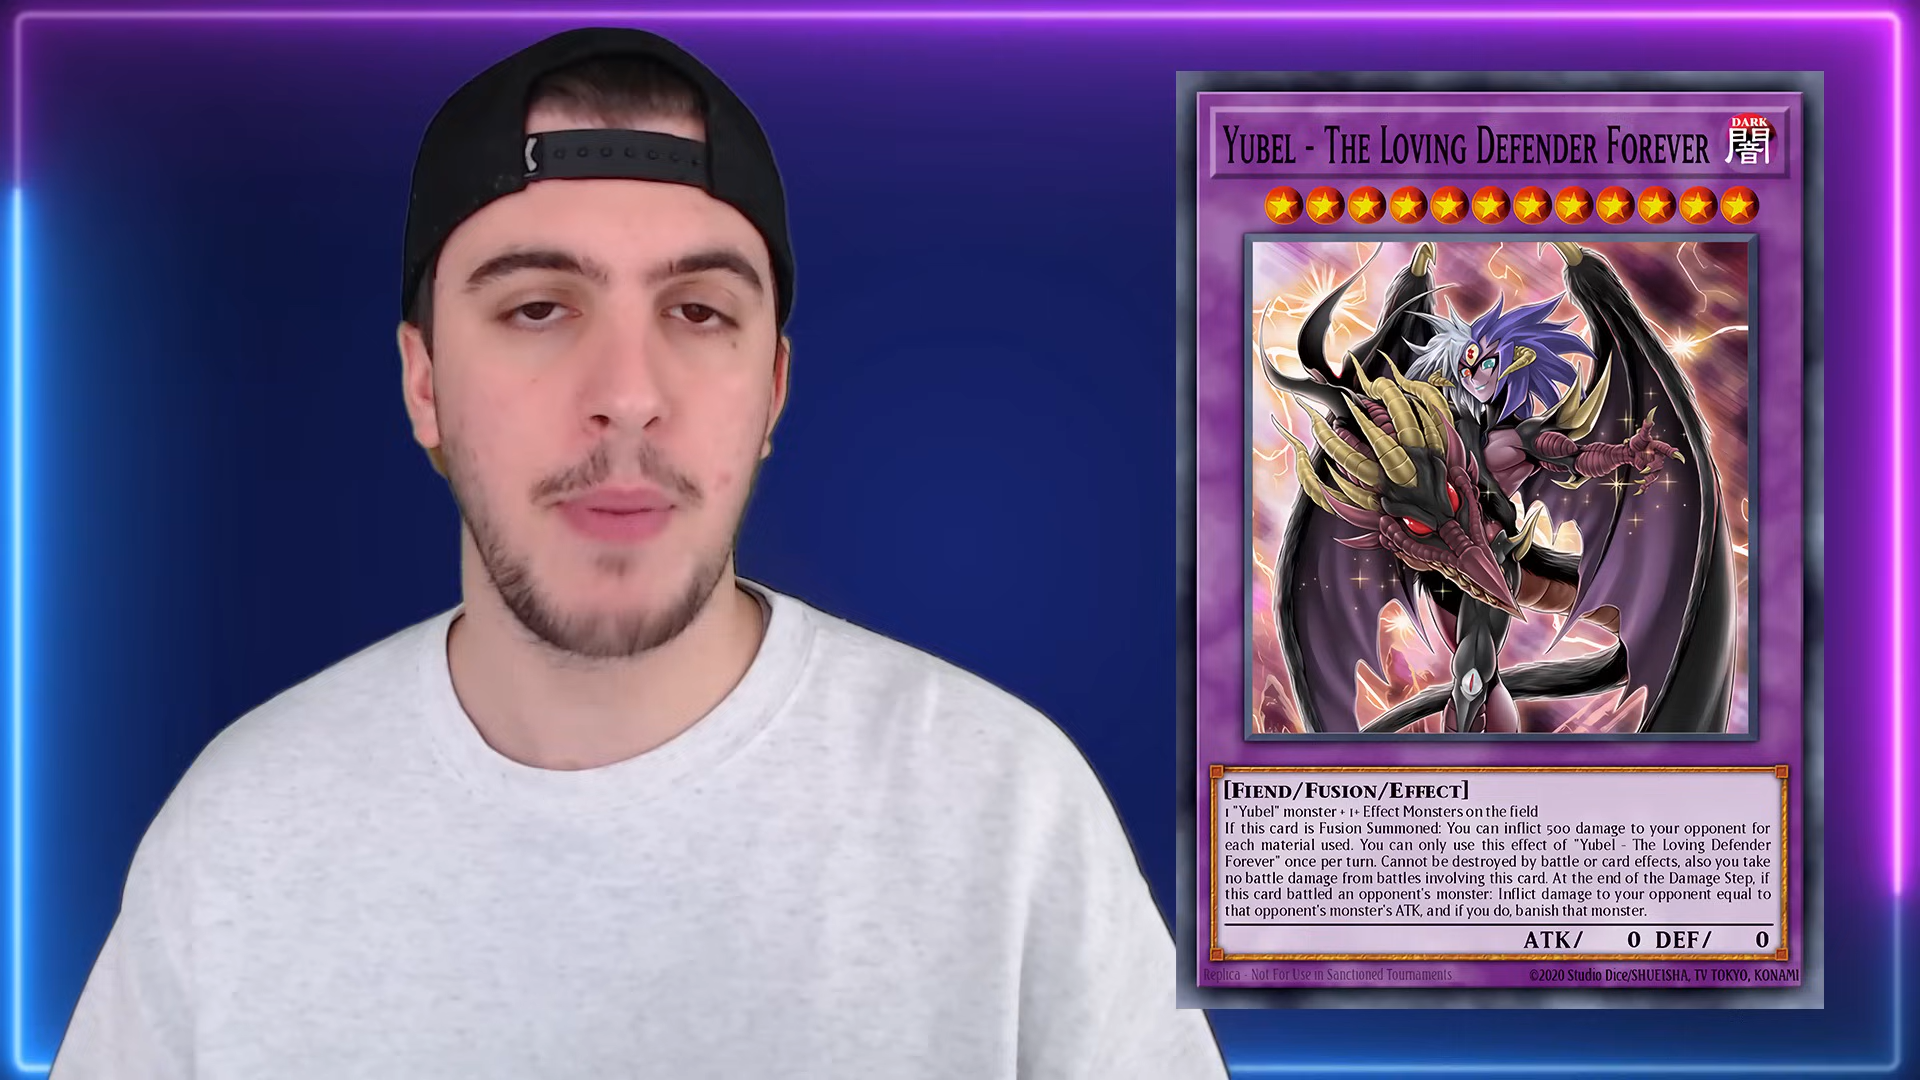 YUBEL - THE LOVING DEFENDER FOREVER
DARK
闇
[FIEND/FUSION/EFFECT]
1 "Yubel" monster + 1+ Effect Monsters on the field
If this card is Fusion Summoned: You can inflict 500 damage to your opponent for
each material used. You can only use this effect of "Yubel - The Loving Defender
Forever" once per turn. Cannot be destroyed by battle or card effects, also you take
no battle damage from battles involving this card. At the end of the Damage Step, if
this card battled an opponent's monster: Inflict damage to your opponent equal to
that opponent's monster's ATK, and if you do, banish that monster.
ATK/ 0 DEF/ 0
Replica - Not For Use in Sanctioned Tournaments
©2020 Studio Dice/SHUEISHA, TV TOKYO, KONAMI